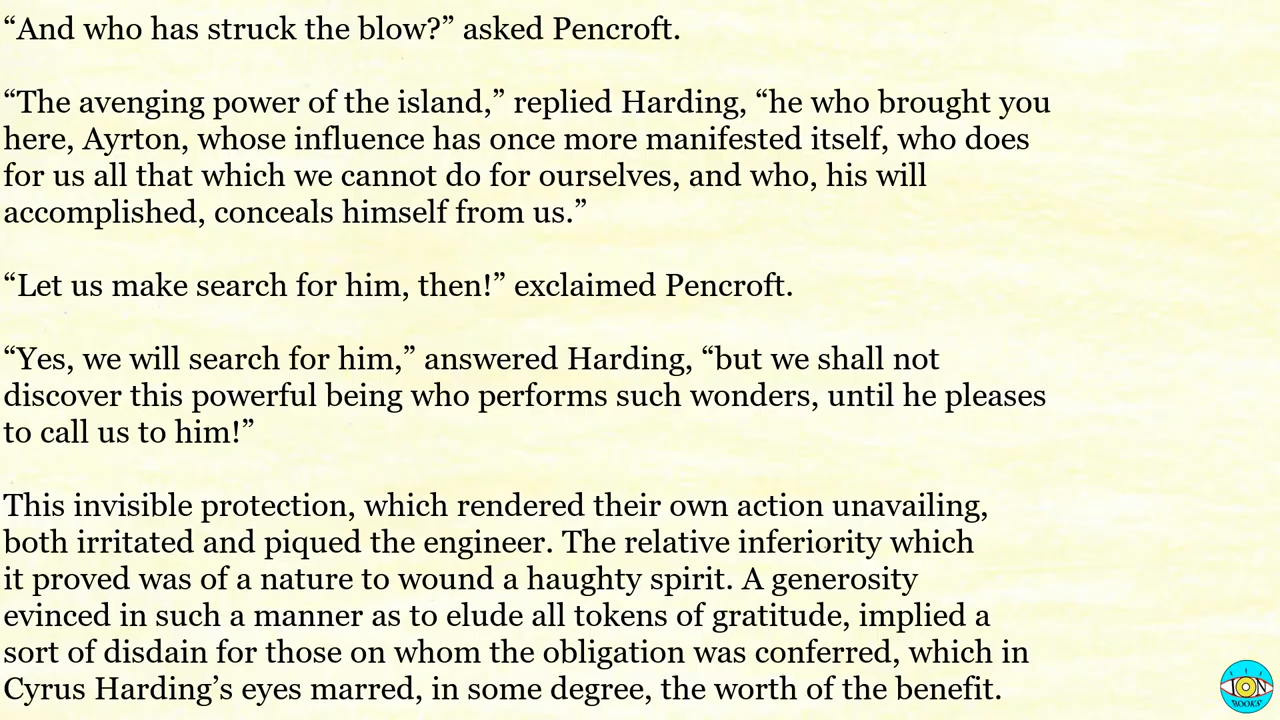 “And who has struck the blow?” asked Pencroft.
“The avenging power of the island,” replied Harding, “he who brought you
here, Ayrton, whose influence has once more manifested itself, who does
for us all that which we cannot do for ourselves, and who, his will
accomplished, conceals himself from us.”
“Let us make search for him, then!” exclaimed Pencroft.
“Yes, we will search for him,” answered Harding, “but we shall not
discover this powerful being who performs such wonders, until he pleases
to call us to him!”
This invisible protection, which rendered their own action unavailing,
both irritated and piqued the engineer. The relative inferiority which
it proved was of a nature to wound a haughty spirit. A generosity
evinced in such a manner as to elude all tokens of gratitude, implied a
sort of disdain for those on whom the obligation was conferred, which in
Cyrus Harding’s eyes marred, in some degree, the worth of the benefit.
ION
BOOKS